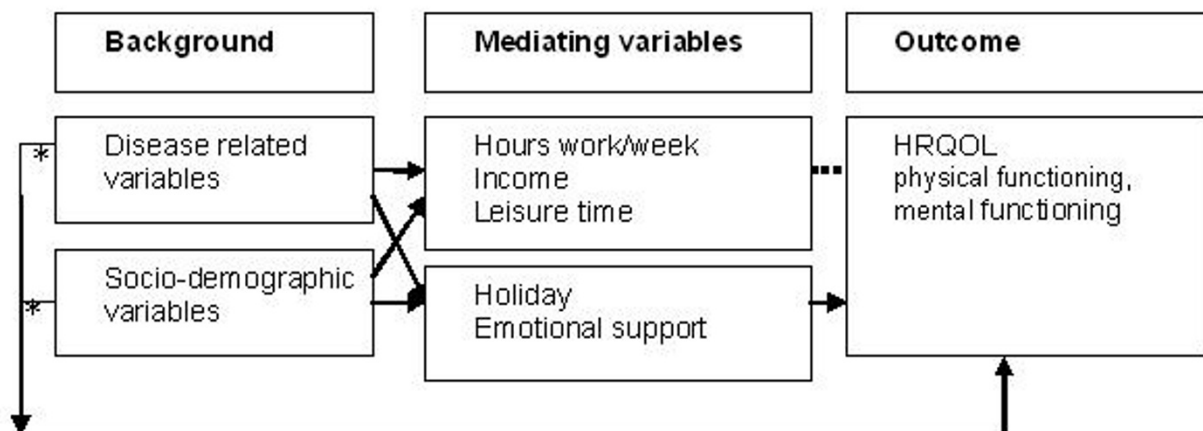 Background
Mediating variables
Outcome
*
Disease related
variables
Hours work/week
Income
Leisure time
HRQOL
physical functioning,
mental functioning
*
Socio-demographic
variables
Holiday
Emotional support